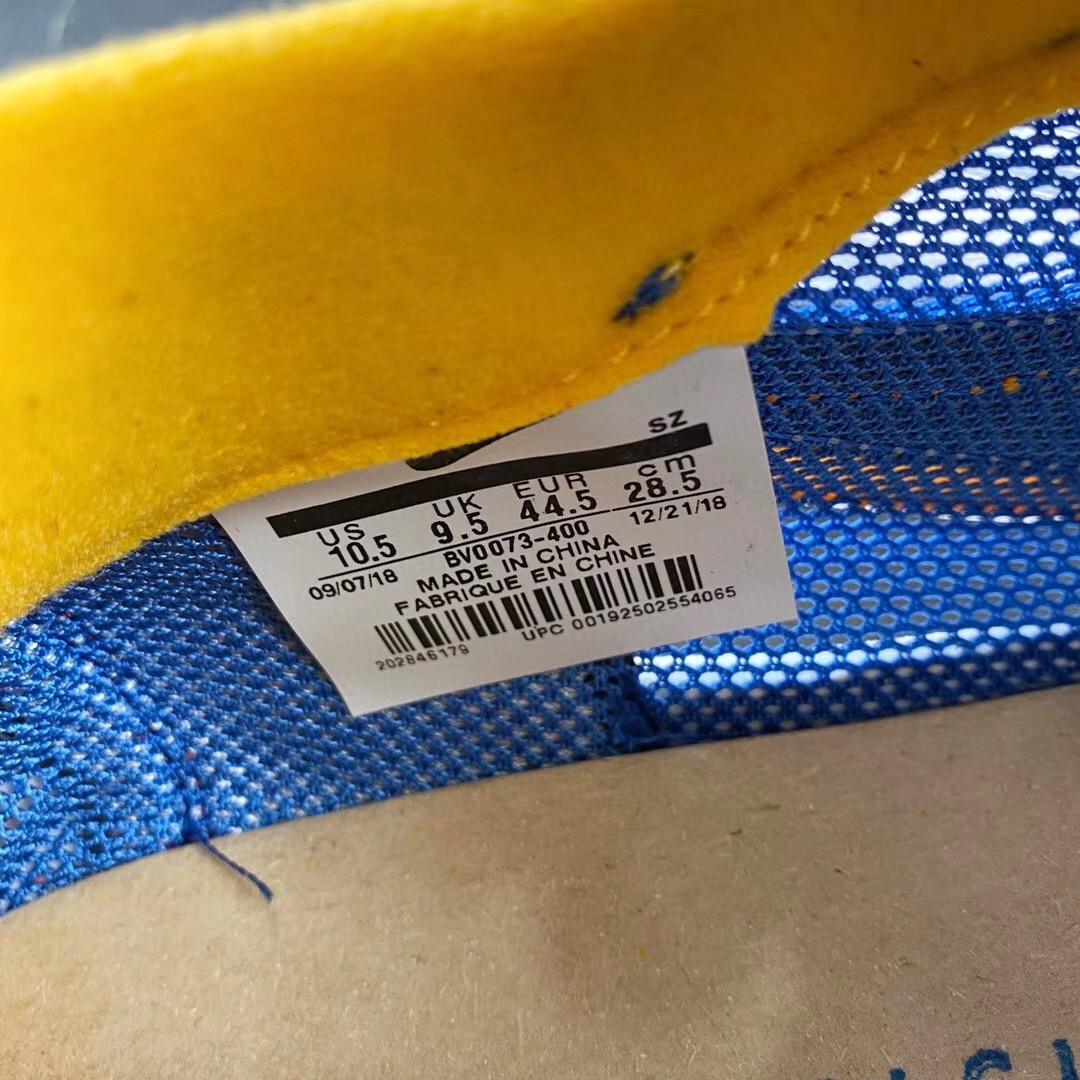 SZ
US UK EUR cm
10.5 9.5 44.5 28.5
09/07/18 BV0073-400 12/21/18
MADE IN CHINA
FABRIQUE EN CHINE
202846179 UPC 00192502554065